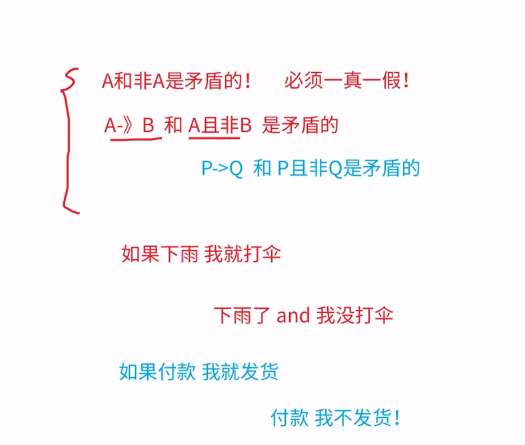 A和非A是矛盾的！ 必须一真一假！
A-》B 和 A且非B 是矛盾的
P->Q 和 P且非Q是矛盾的
如果下雨 我就打伞
下雨了 and 我没打伞
如果付款 我就发货
付款 我不发货！